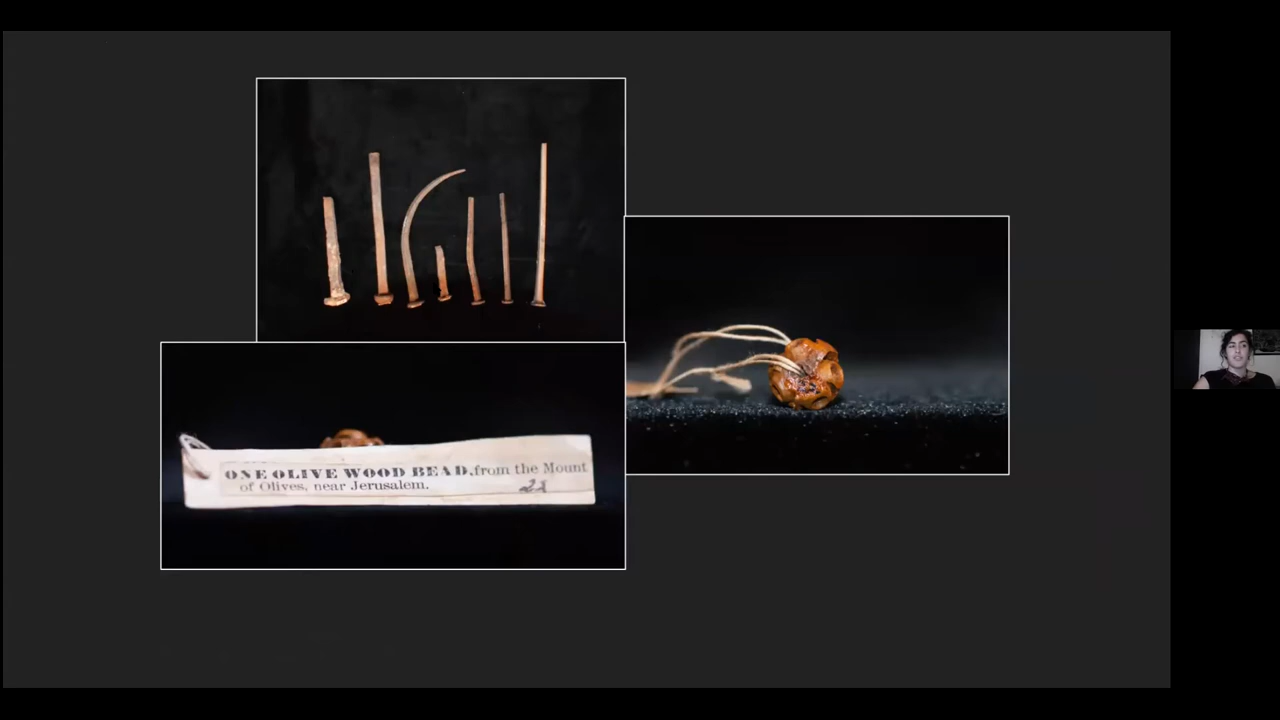 ONE OLIVE WOOD BEAD, from the Mount
of Olives, near Jerusalem.